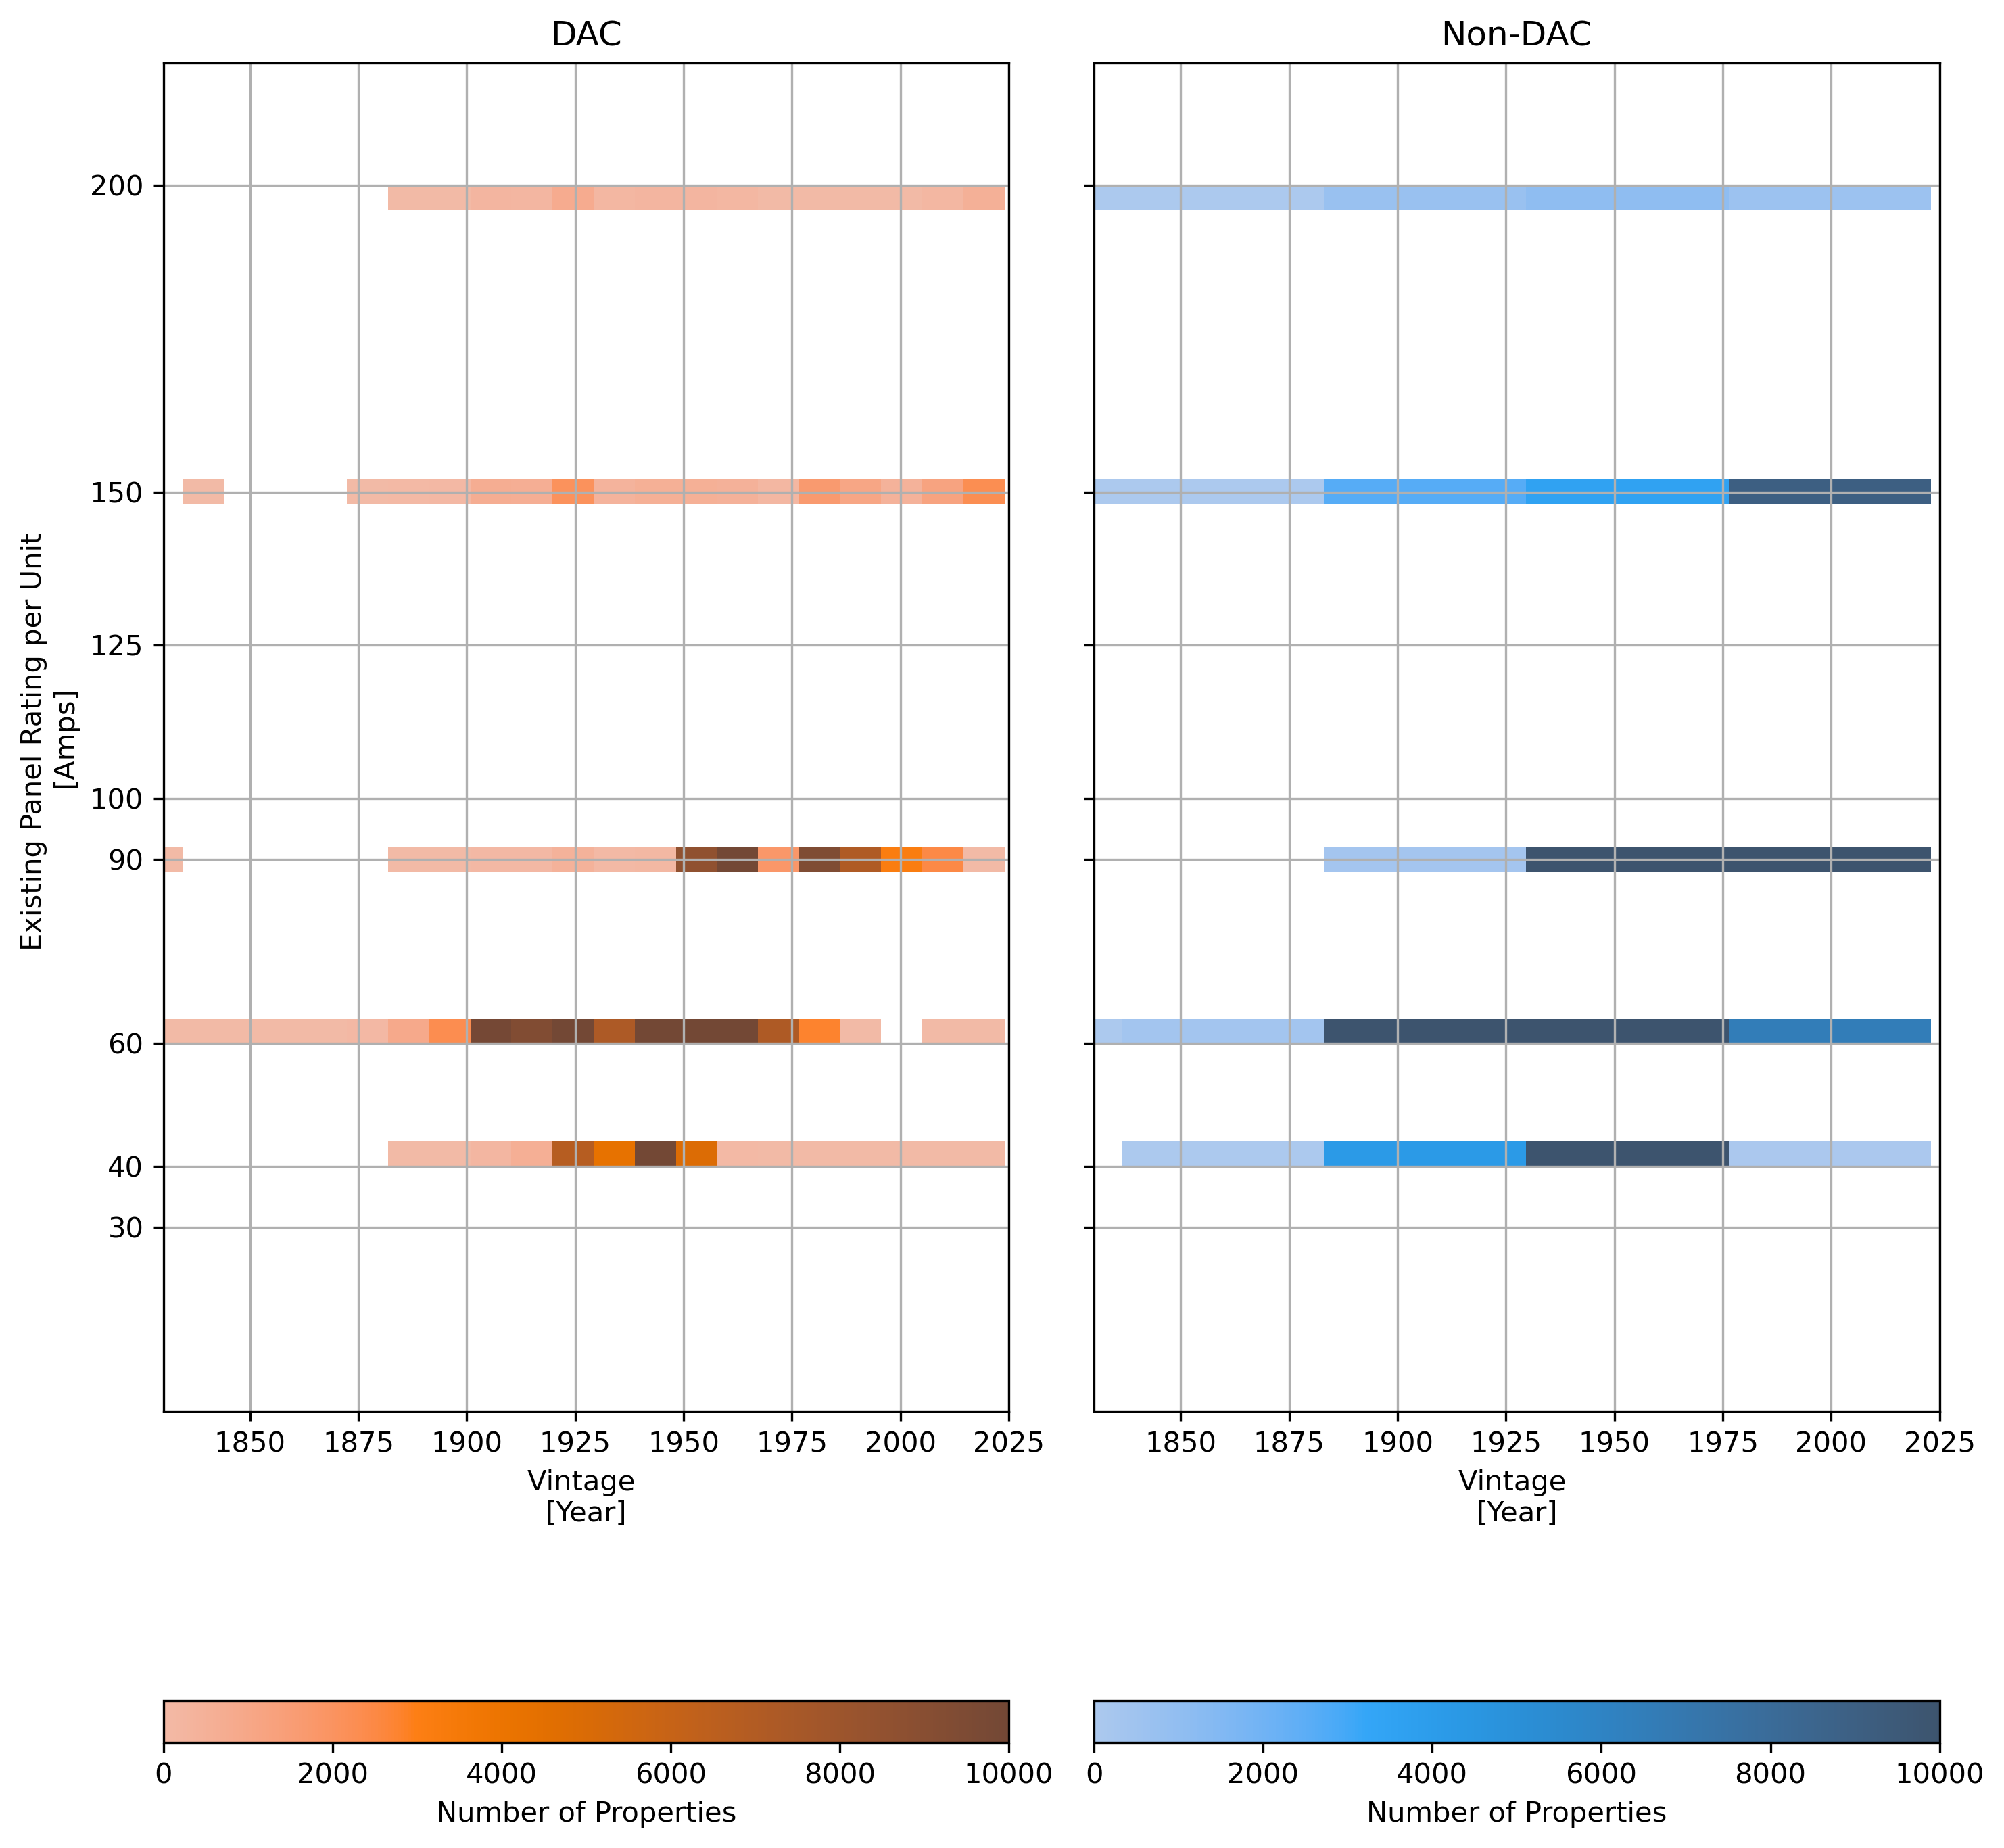 DAC
Non-DAC
Existing Panel Rating per Unit
[Amps]
200
150
125
100
90
60
40
30
1850 1875 1900 1925 1950 1975 2000 2025
1850 1875 1900 1925 1950 1975 2000 2025
Vintage
[Year]
Vintage
[Year]
0 2000 4000 6000 8000 10000
0 2000 4000 6000 8000 10000
Number of Properties
Number of Properties